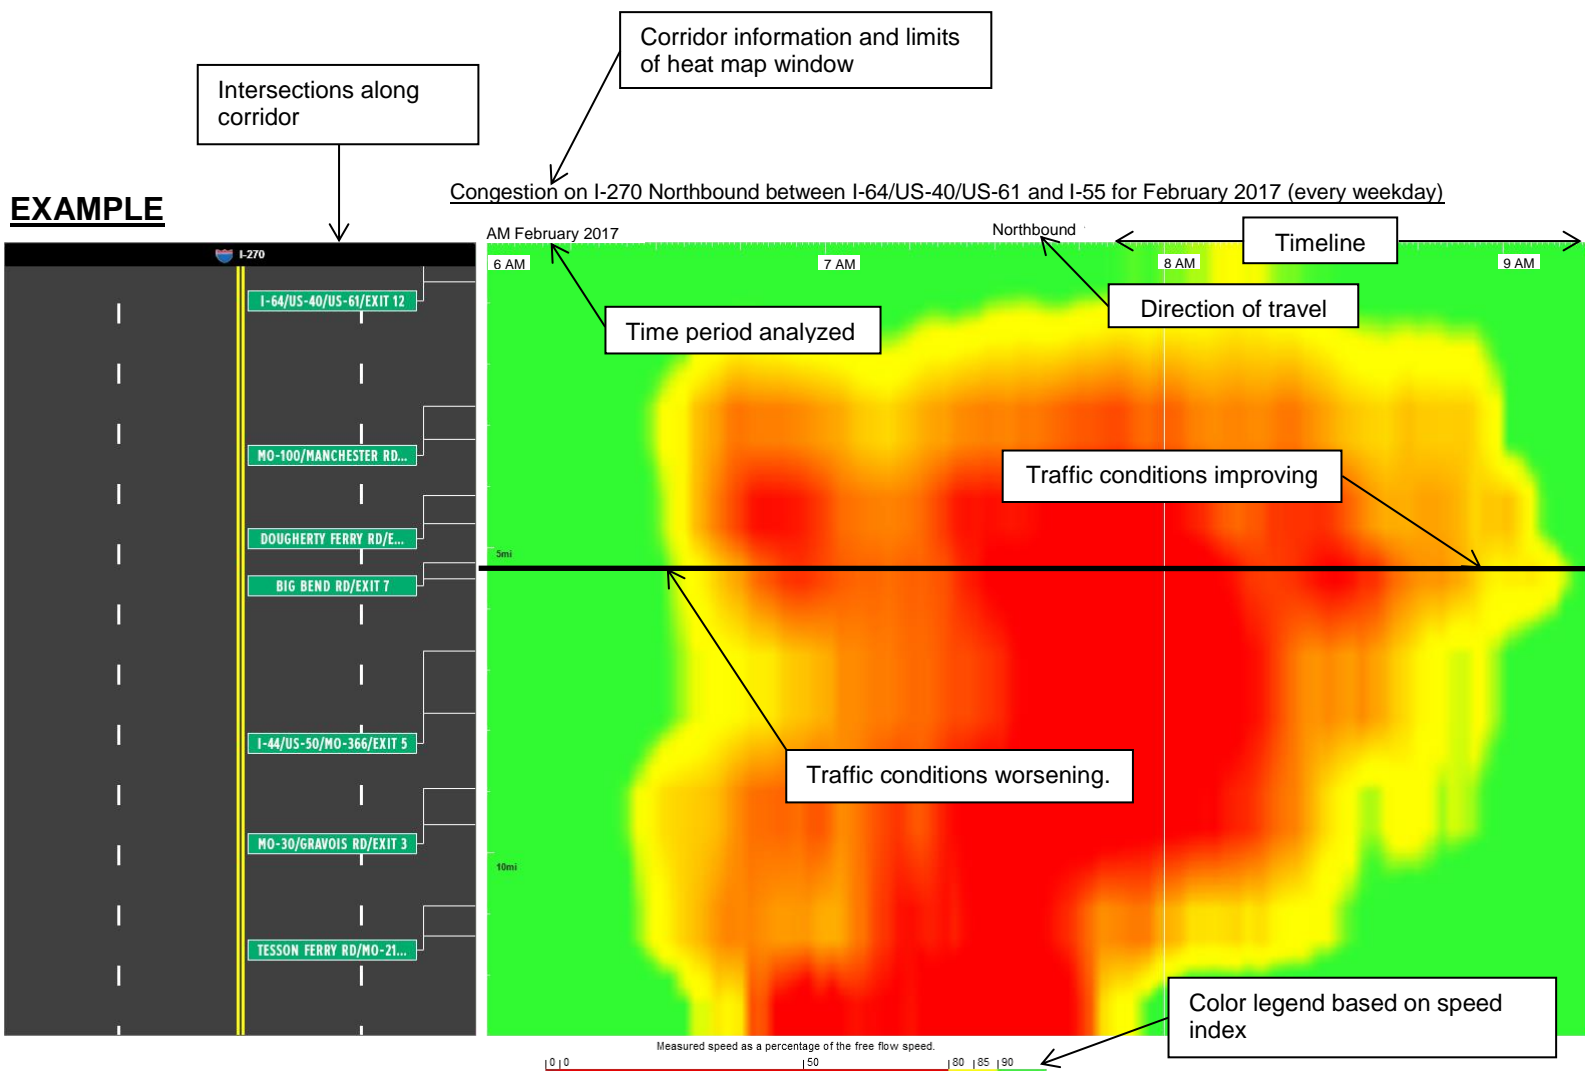 Corridor information and limits
of heat map window
Intersections along
corridor
EXAMPLE
Congestion on I-270 Northbound between I-64/US-40/US-61 and I-55 for February 2017 (every weekday)
I-270
AM February 2017
Northbound
Timeline
6 AM
7 AM
8 AM
9 AM
I-64/US-40/US-61/EXIT 12
Time period analyzed
Direction of travel
MO-100/MANCHESTER RD...
Traffic conditions improving
DOUGHERTY FERRY RD/E...
5mi
BIG BEND RD/EXIT 7
I-44/US-50/MO-366/EXIT 5
Traffic conditions worsening.
MO-30/GRAVOIS RD/EXIT 3
10mi
TESSON FERRY RD/MO-21...
Color legend based on speed
index
Measured speed as a percentage of the free flow speed.
0 0 50 80 85 90